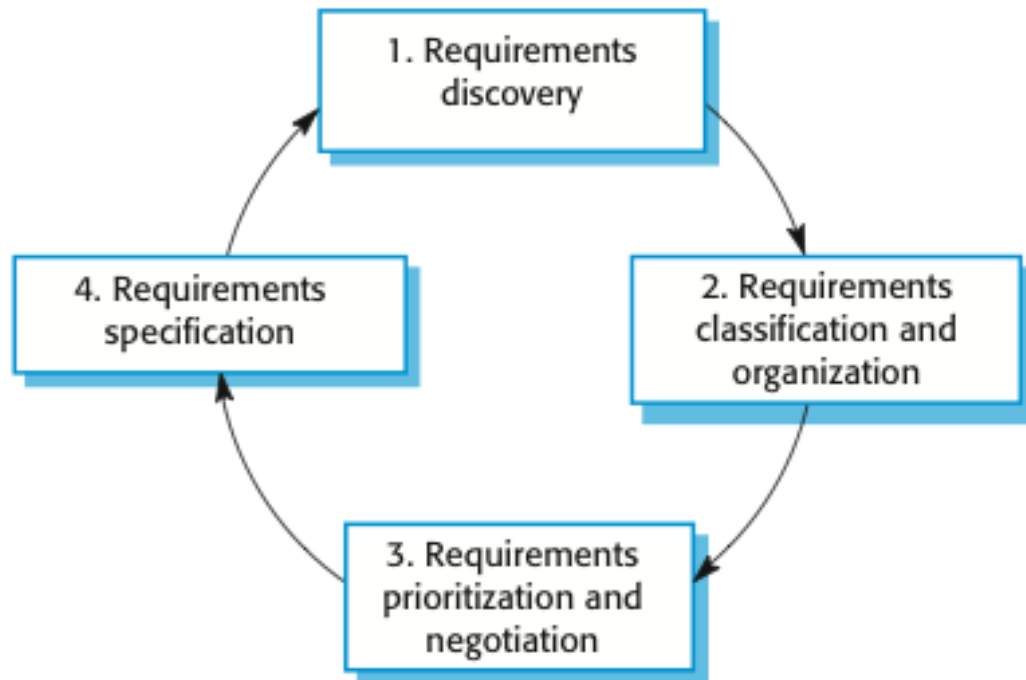 1. Requirements
discovery
2. Requirements
classification and
organization
3. Requirements
prioritization and
negotiation
4. Requirements
specification